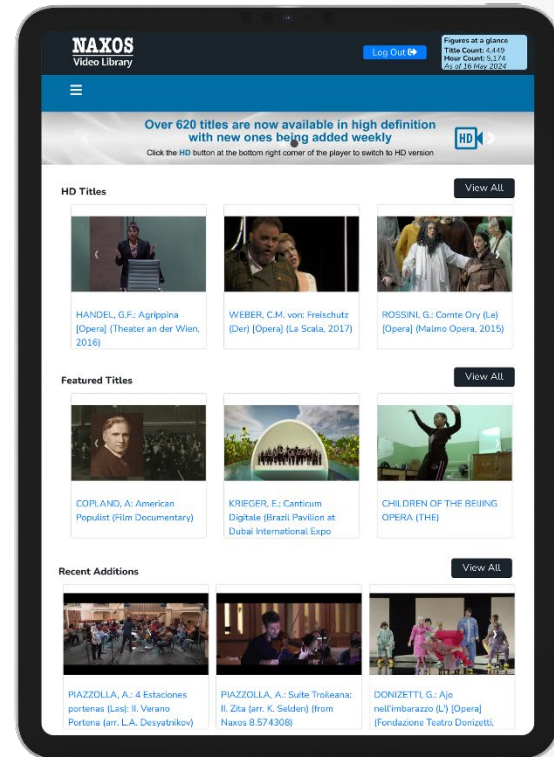 NAXOS
Video Library
Log Out
Figures at a glance
Title Count: 4,449
Hour Count: 5,174
As of 16 May 2024
Over 620 titles are now available in high definition
with new ones being added weekly
Click the HD button at the bottom right corner of the player to switch to HD version
HD
HD Titles
View All
HANDEL, G.F.: Agrippina
[Opera] (Theater an der Wien,
2016)
WEBER, C.M. von: Freischutz
(Der) [Opera] (La Scala, 2017)
ROSSINI, G.: Comte Ory (Le)
[Opera] (Malmo Opera, 2015)
Featured Titles
View All
COPLAND, A: American
Populist (Film Documentary)
KRIEGER, E.: Canticum
Digitale (Brazil Pavilion at
Dubai International Expo
CHILDREN OF THE BEIJING
OPERA (THE)
Recent Additions
View All
PIAZZOLLA, A.: 4 Estaciones
portenas (Las): II. Verano
Portena (arr. L.A. Desyatnikov)
PIAZZOLLA, A.: Suite Troileana:
II. Zita (arr. K. Selden) (from
Naxos 8.574308)
DONIZETTI, G.: Ajo
nell'imbarazzo (L') [Opera]
(Fondazione Teatro Donizetti,